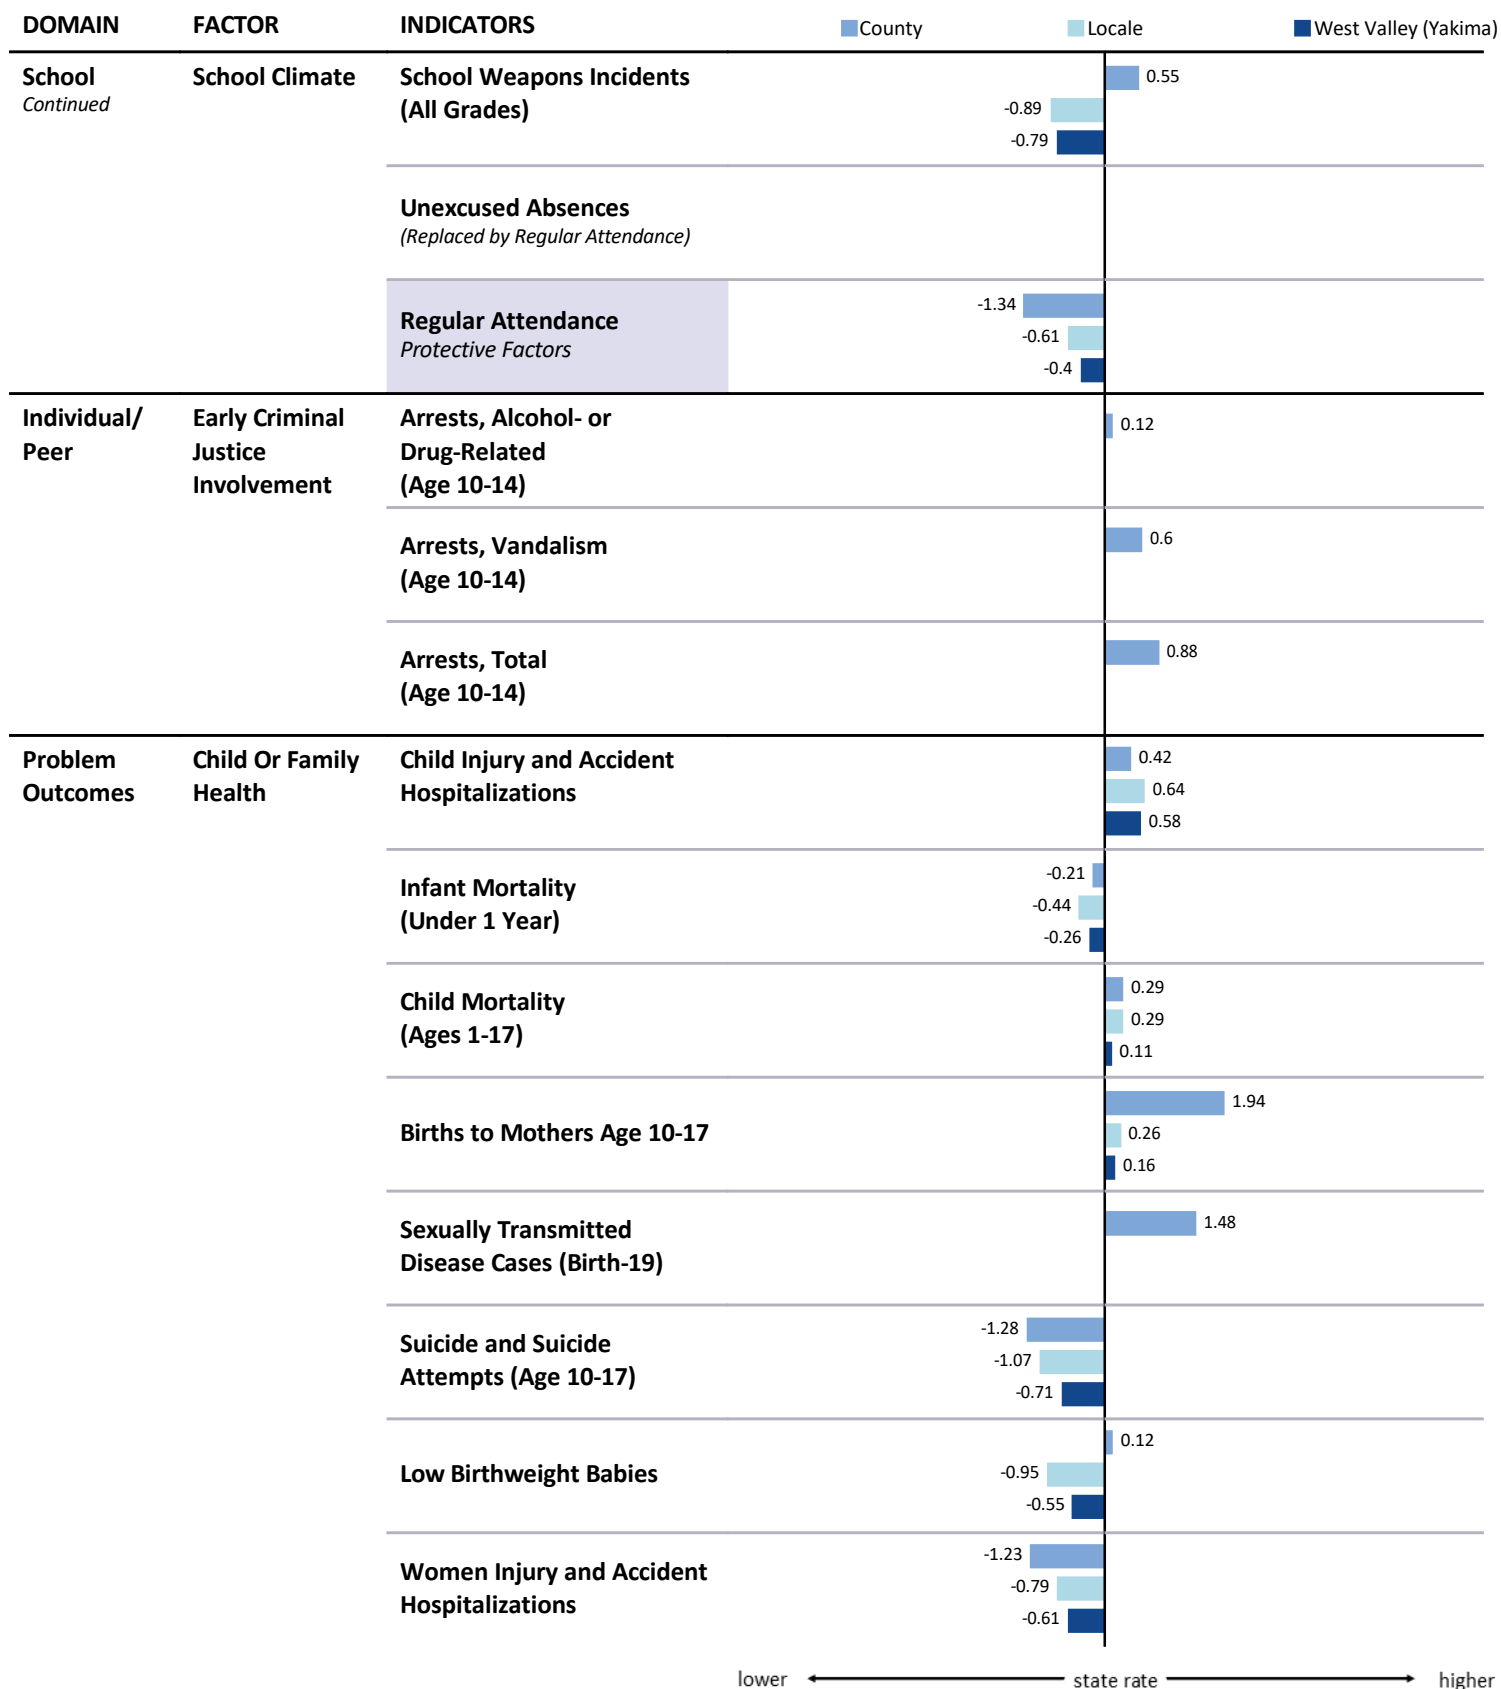 DOMAIN FACTOR INDICATORS County Locale West Valley (Yakima)
School School Climate School Weapons Incidents 0.55
Continued (All Grades) -0.89
-0.79
Unexcused Absences
(Replaced by Regular Attendance)
-1.34
Regular Attendance -0.61
Protective Factors -0.4
Individual/ Early Criminal Arrests, Alcohol- or 0.12
Peer Justice Drug-Related
Involvement (Age 10-14)
Arrests, Vandalism 0.6
(Age 10-14)
Arrests, Total 0.88
(Age 10-14)
Problem Child Or Family Child Injury and Accident 0.42
Outcomes Health Hospitalizations 0.64
0.58
-0.21
Infant Mortality -0.44
(Under 1 Year) -0.26
Child Mortality 0.29
(Ages 1-17) 0.29
0.11
1.94
Births to Mothers Age 10-17 0.26
0.16
Sexually Transmitted 1.48
Disease Cases (Birth-19)
-1.28
Suicide and Suicide -1.07
Attempts (Age 10-17) -0.71
0.12
Low Birthweight Babies -0.95
-0.55
-1.23
Women Injury and Accident -0.79
Hospitalizations -0.61
lower state rate higher